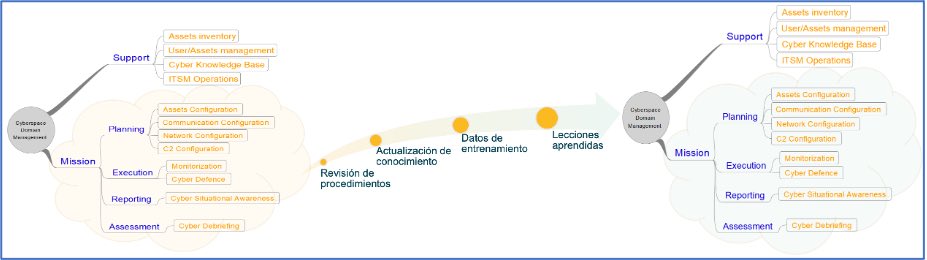 Cyberspace
Domain
Management
Support
Assets inventory
User/Assets management
Cyber Knowledge Base
ITSM Operations
Mission
Planning
Assets Configuration
Communication Configuration
Network Configuration
C2 Configuration
Execution
Monitorization
Cyber Defence
Reporting
Cyber Situational Awareness
Assessment
Cyber Debriefing
Revisión de
procedimientos
Actualización de
conocimiento
Datos de
entrenamiento
Lecciones
aprendidas
Cyberspace
Domain
Management
Support
Assets inventory
User/Assets management
Cyber Knowledge Base
ITSM Operations
Mission
Planning
Assets Configuration
Communication Configuration
Network Configuration
C2 Configuration
Execution
Monitorization
Cyber Defence
Reporting
Cyber Situational Awareness
Assessment
Cyber Debriefing